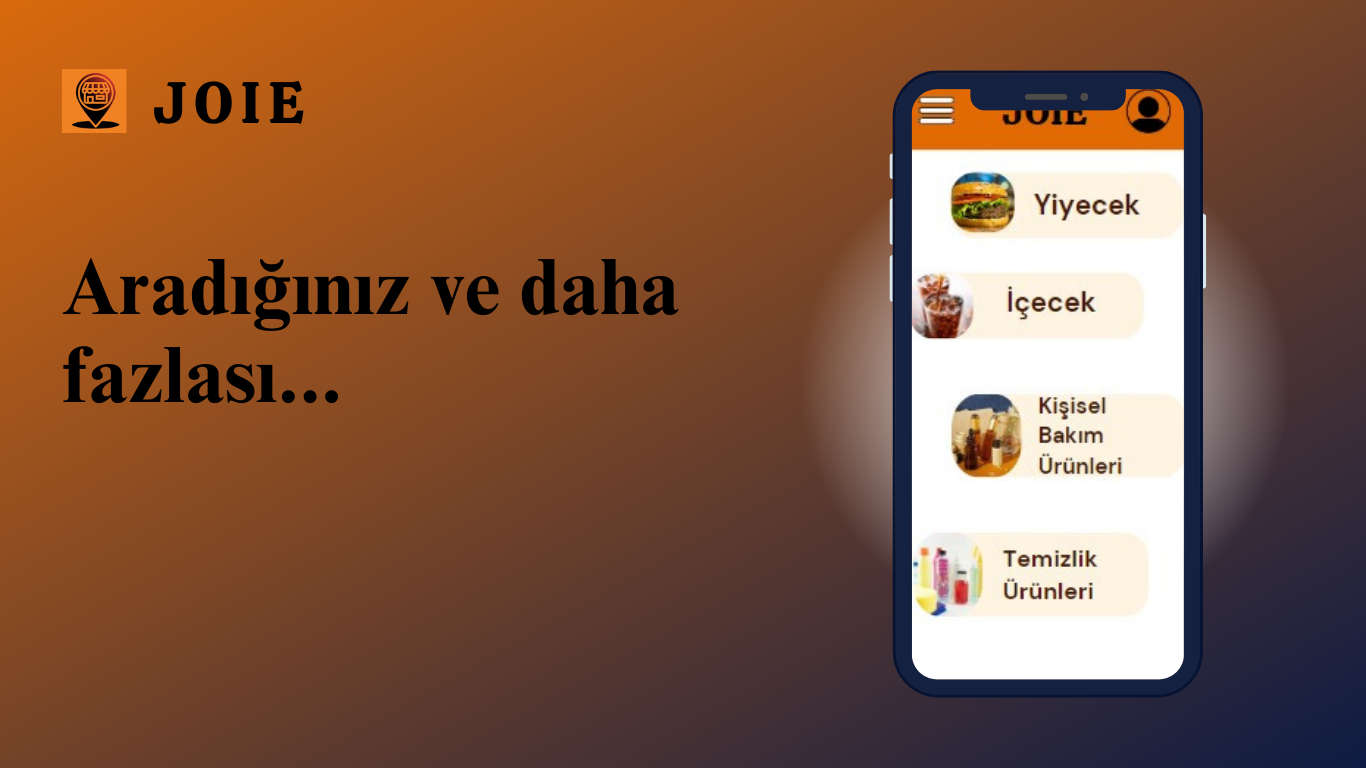 JOIE
Aradığınız ve daha
fazlası...
JOIE
Yiyecek
İçecek
Kişisel
Bakım
Ürünleri
Temizlik
Ürünleri